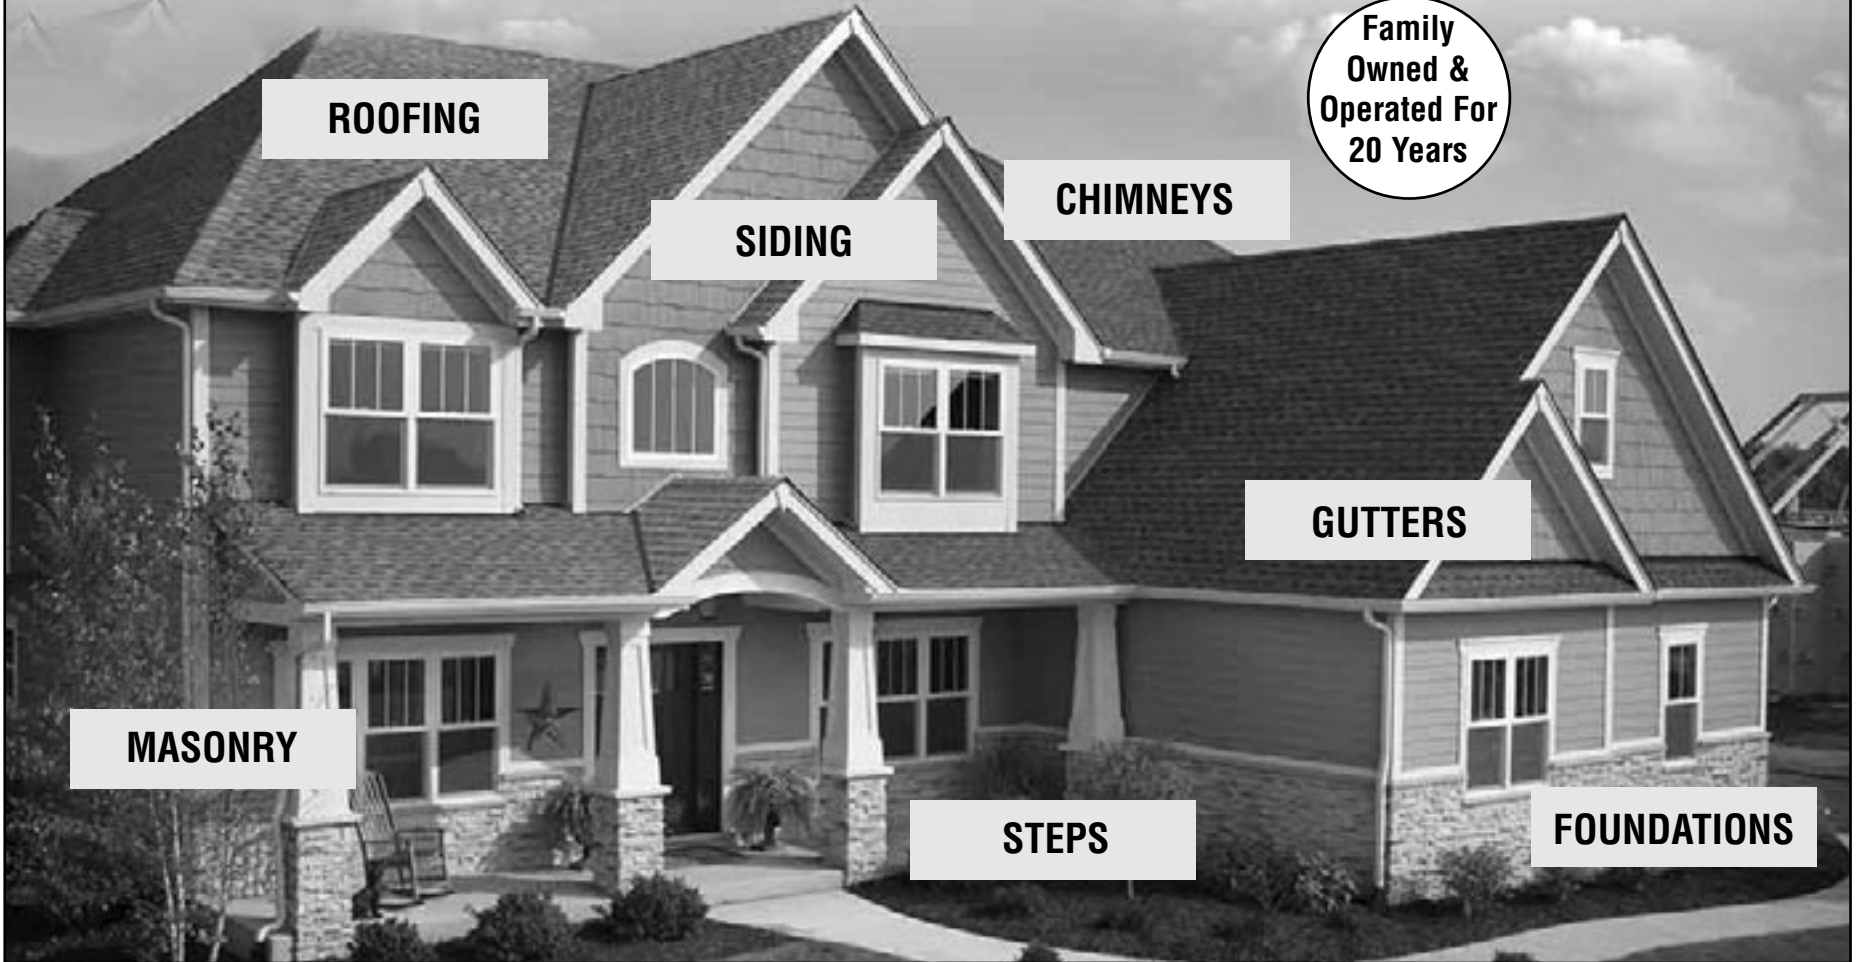 Family
Owned &
Operated For
20 Years
ROOFING
CHIMNEYS
SIDING
GUTTERS
MASONRY
STEPS
FOUNDATIONS